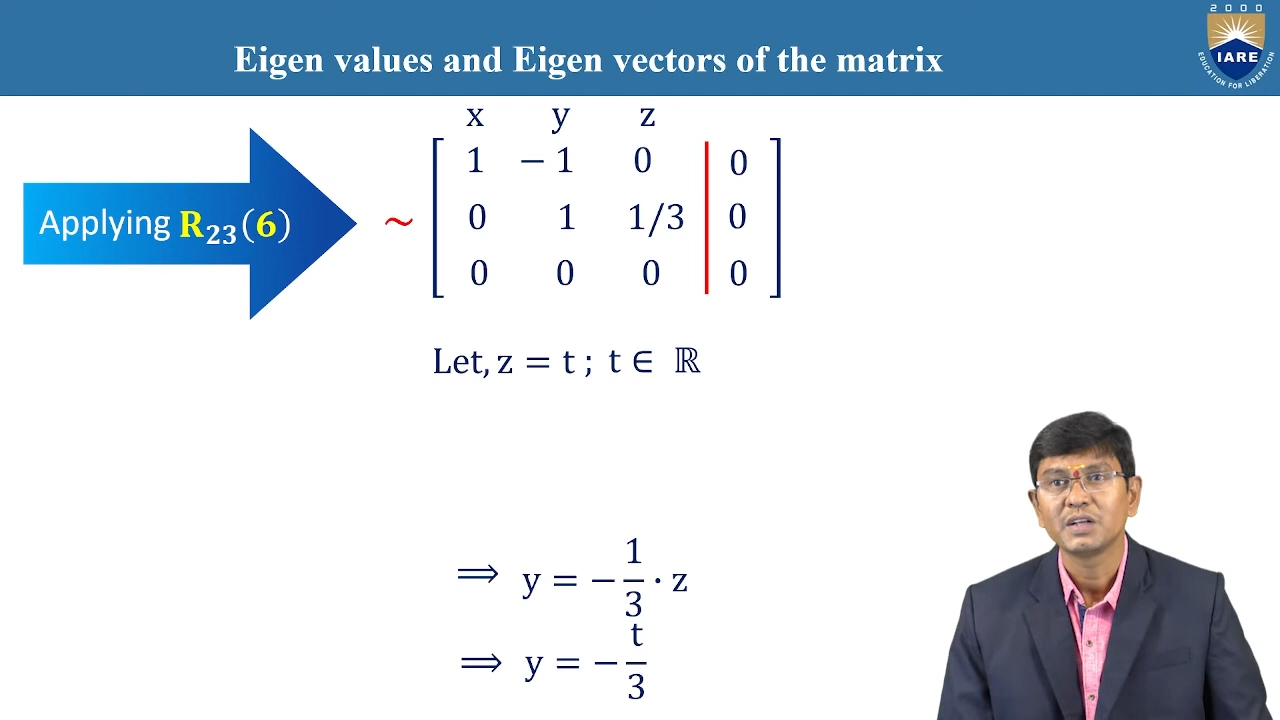 2000
IARE
EDUCATION FOR LIBERATION
Eigen values and Eigen vectors of the matrix
Applying R₂₃(6)
x y z
∼ [ 1 − 1 0 | 0 ]
0 1 1/3 | 0
0 0 0 | 0
Let, z = t ; t ∈ ℝ
⟹ y = − 1/3 · z
⟹ y = − t/3